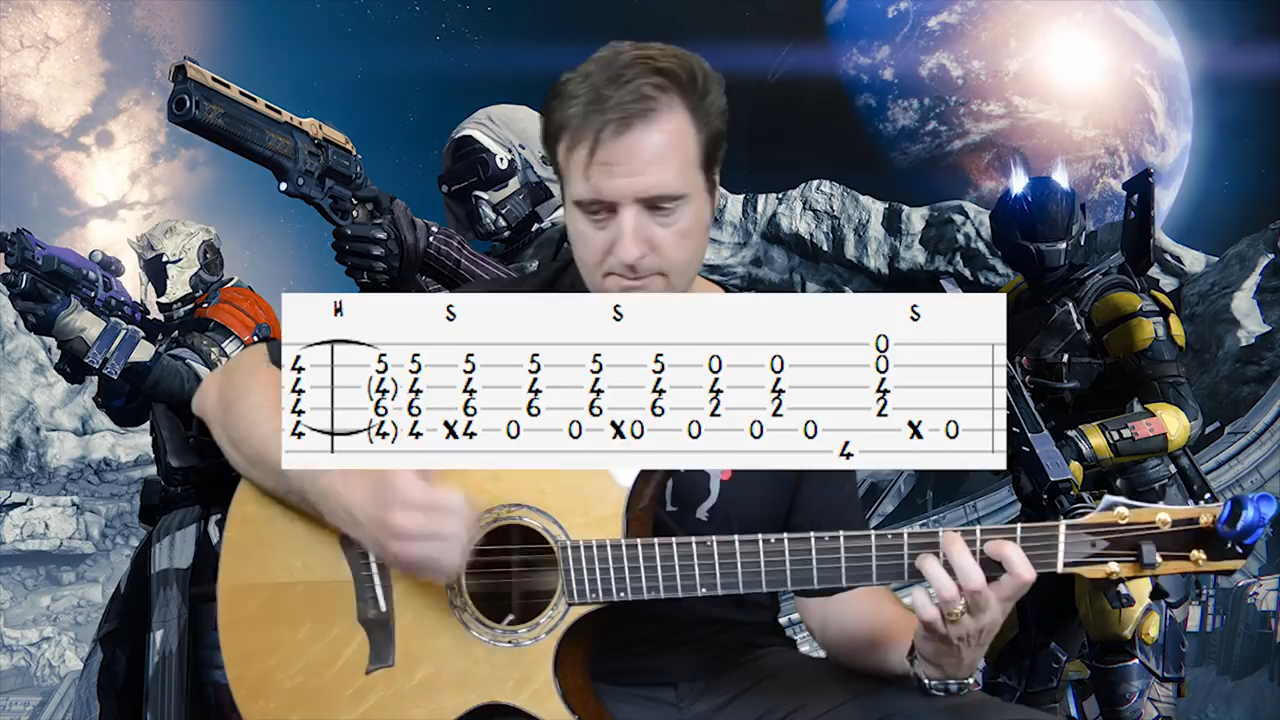 H S S S
0
4 5 5 5 5 5 5 0 0 0
4 (4) 4 4 4 4 4 4 4 4
4 6 6 6 6 6 6 2 2 2
4 (4) 4 X 4 0 0 X 0 0 0 0 X 0
4